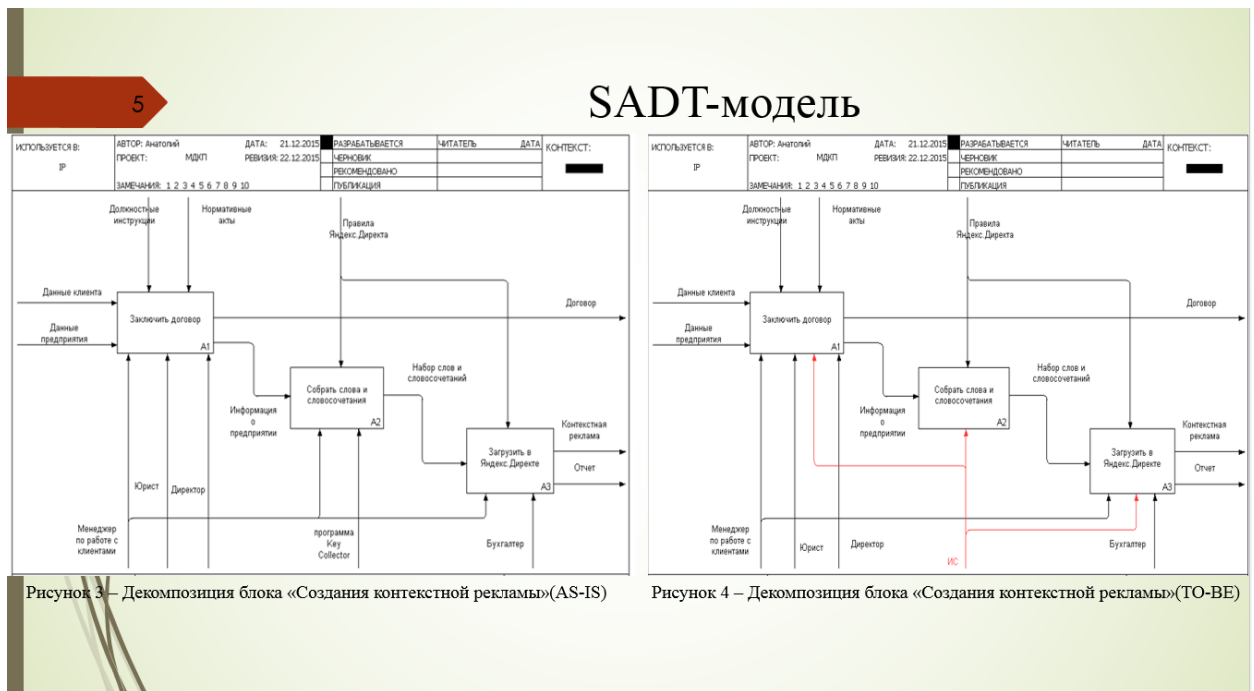 5
SADT-модель
ИСПОЛЬЗУЕТСЯ В:
IP
АВТОР: Анатолий
ДАТА: 21.12.2015
ПРОЕКТ: МДКП
РЕВИЗИЯ: 22.12.2015
ЗАМЕЧАНИЯ: 1 2 3 4 5 6 7 8 9 10
РАЗРАБАТЫВАЕТСЯ
ЧЕРНОВИК
РЕКОМЕНДОВАНО
ПУБЛИКАЦИЯ
ЧИТАТЕЛЬ
ДАТА
КОНТЕКСТ:
Должностные
инструкции
Нормативные
акты
Правила
Яндекс.Директа
Данные клиента
Данные
предприятия
Заключить договор
A1
Договор
Информация
о
предприятии
Собрать слова и
словосочетания
A2
Набор слов и
словосочетаний
Загрузить в
Яндекс.Директе
A3
Контекстная
реклама
Отчет
Юрист
Директор
Менеджер
по работе с
клиентами
программа
Key
Collector
Бухгалтер
Рисунок 3 – Декомпозиция блока «Создания контекстной рекламы»(AS-IS)
ИСПОЛЬЗУЕТСЯ В:
IP
АВТОР: Анатолий
ДАТА: 21.12.2015
ПРОЕКТ: МДКП
РЕВИЗИЯ: 22.12.2015
ЗАМЕЧАНИЯ: 1 2 3 4 5 6 7 8 9 10
РАЗРАБАТЫВАЕТСЯ
ЧЕРНОВИК
РЕКОМЕНДОВАНО
ПУБЛИКАЦИЯ
ЧИТАТЕЛЬ
ДАТА
КОНТЕКСТ:
Должностные
инструкции
Нормативные
акты
Правила
Яндекс.Директа
Данные клиента
Данные
предприятия
Заключить договор
A1
Договор
Информация
о
предприятии
Собрать слова и
словосочетания
A2
Набор слов и
словосочетаний
Загрузить в
Яндекс.Директе
A3
Контекстная
реклама
Отчет
Менеджер
по работе с
клиентами
Юрист
Директор
ИС
Бухгалтер
Рисунок 4 – Декомпозиция блока «Создания контекстной рекламы»(TO-BE)